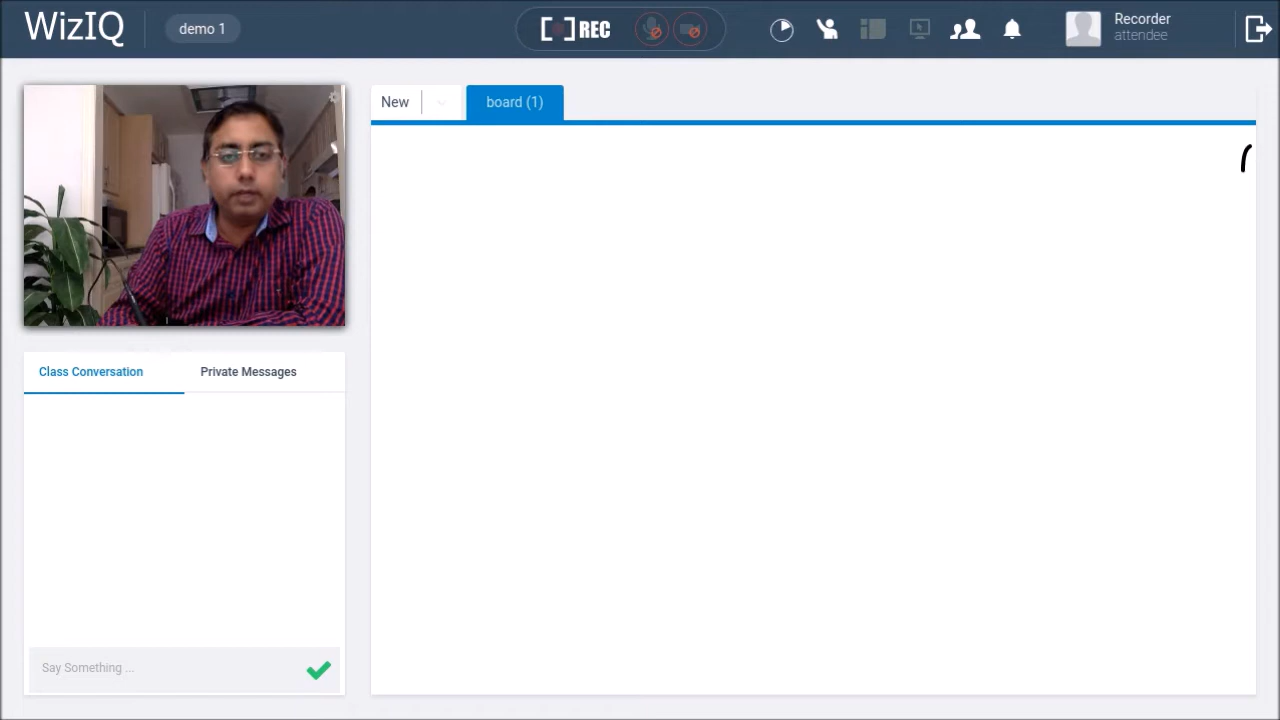 WizIQ demo 1 REC Recorder
attendee
New board (1)
Class Conversation Private Messages
Say Something ...